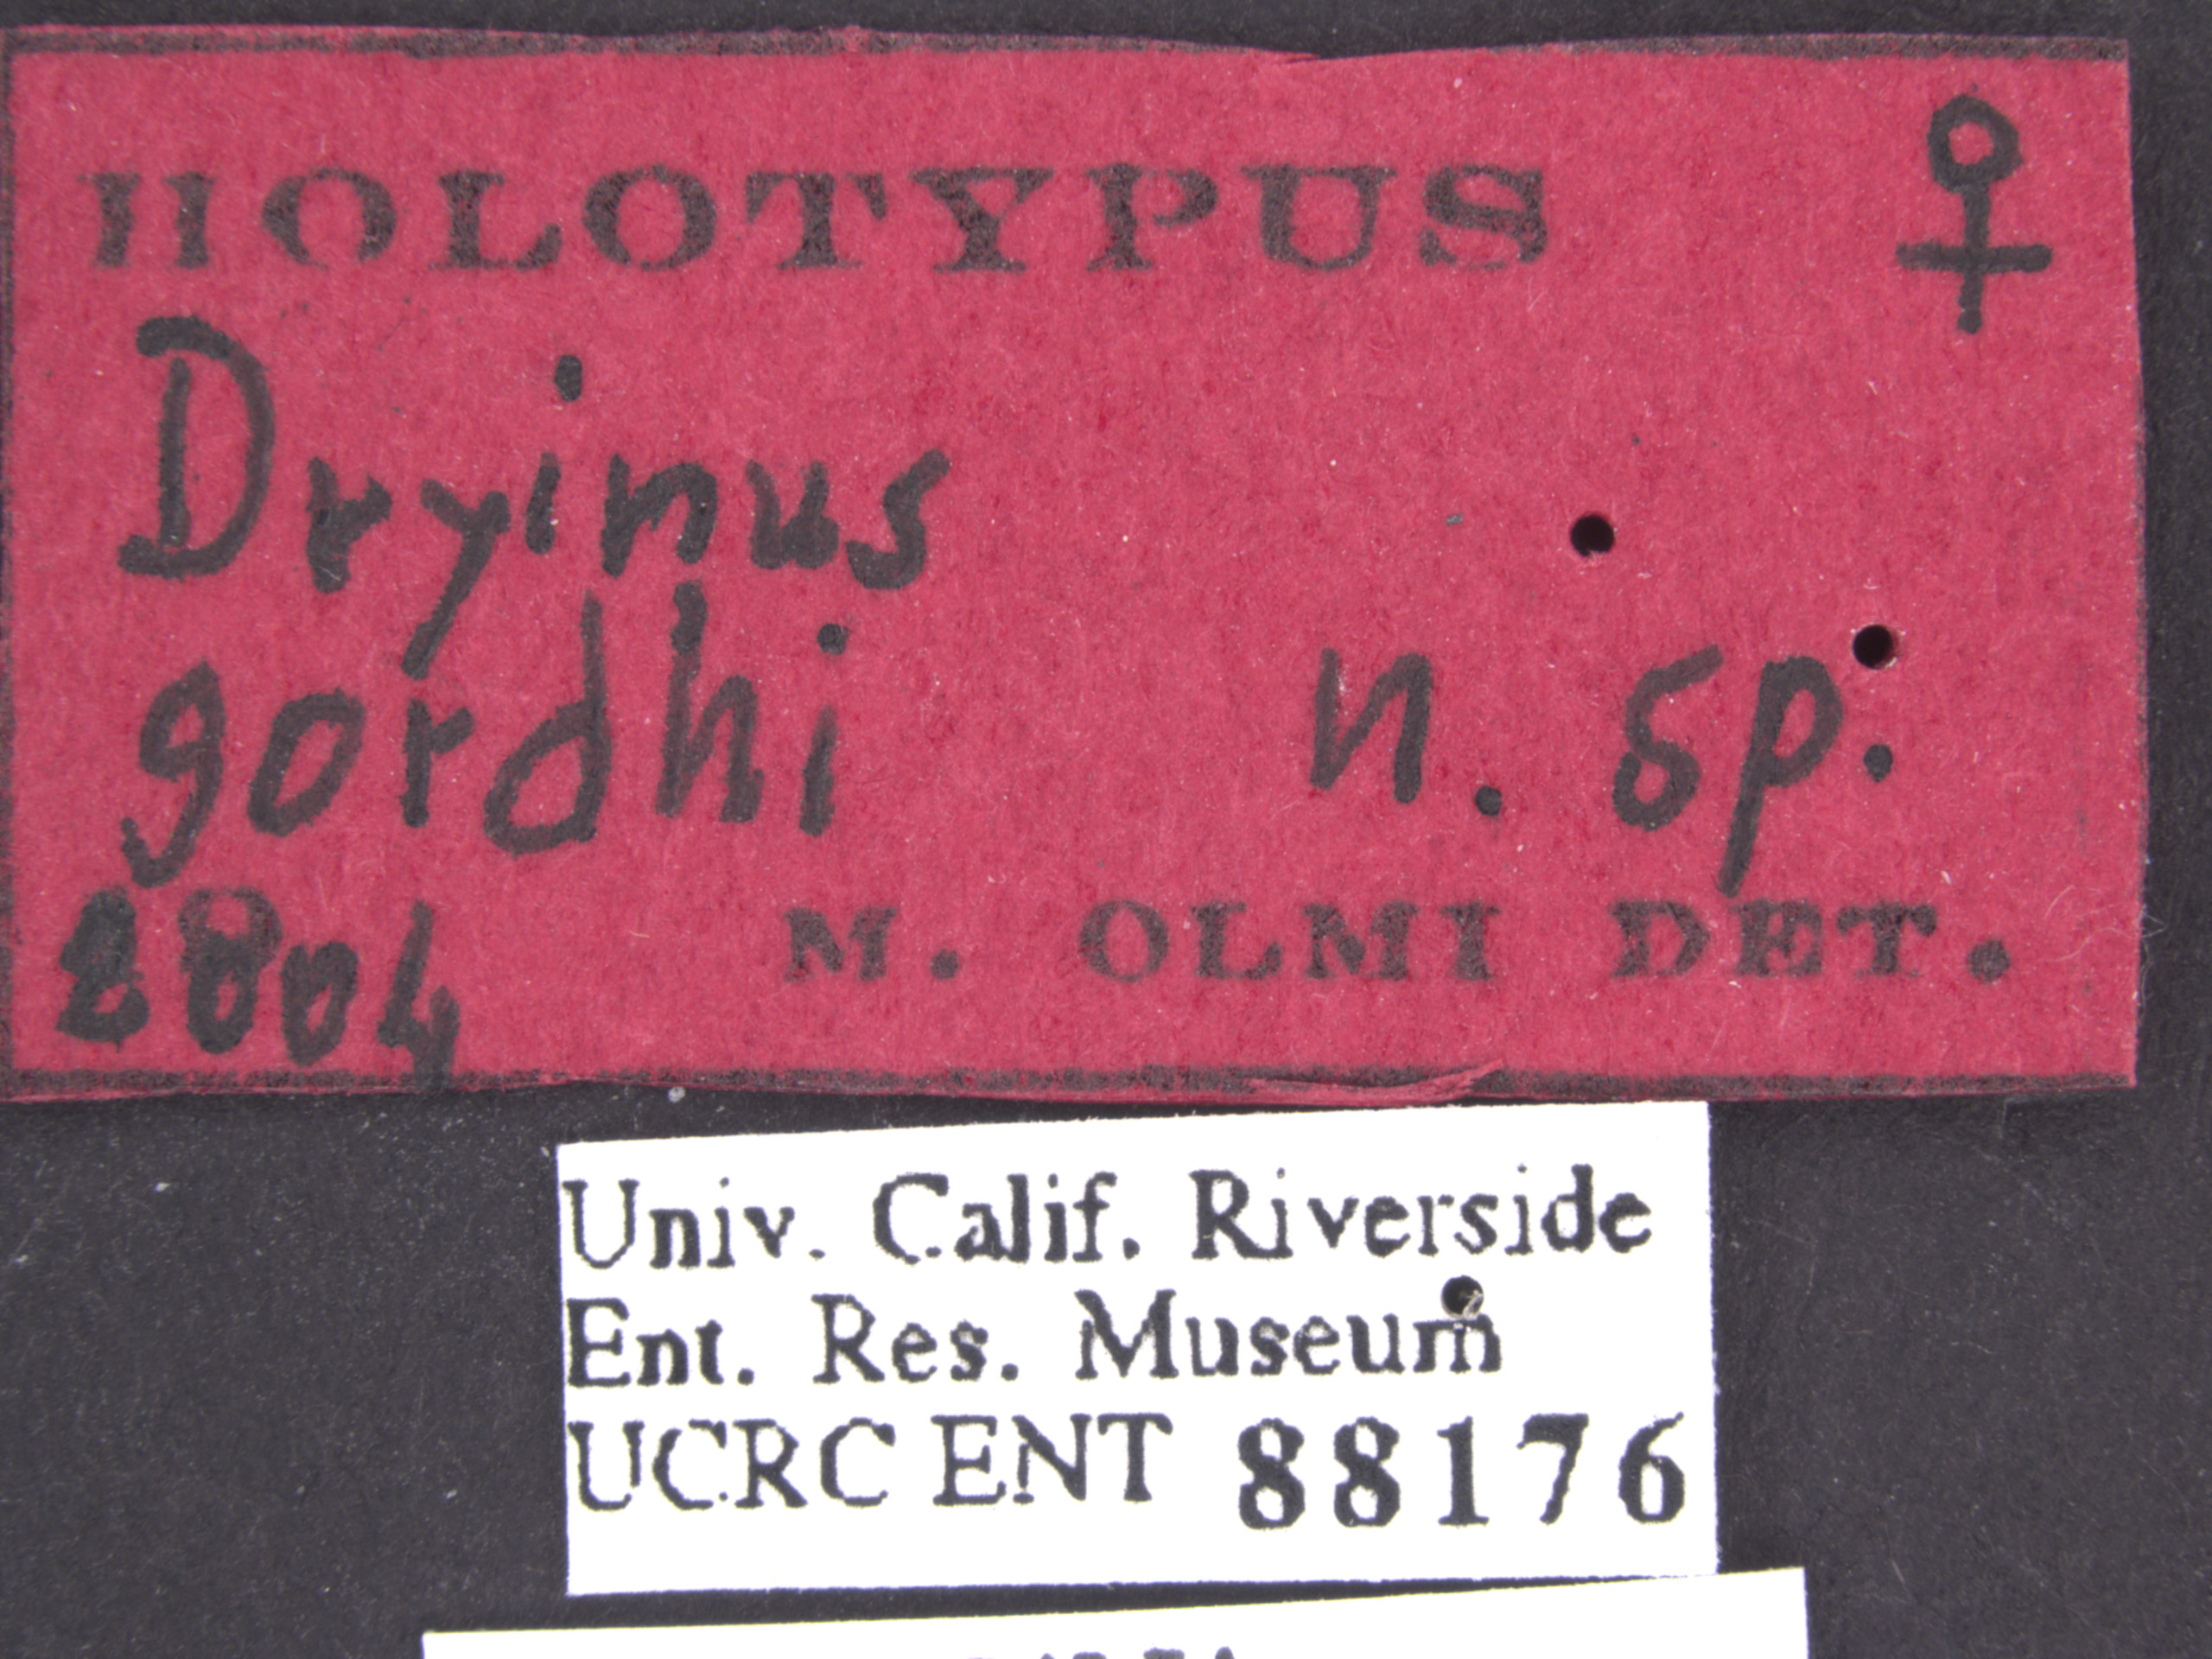 HOLOTYPUS ♀
Dryinus
gordhi n. sp.
2004 M. OLMI DET.
Univ. Calif. Riverside
Ent. Res. Museum
UCRC ENT 88176